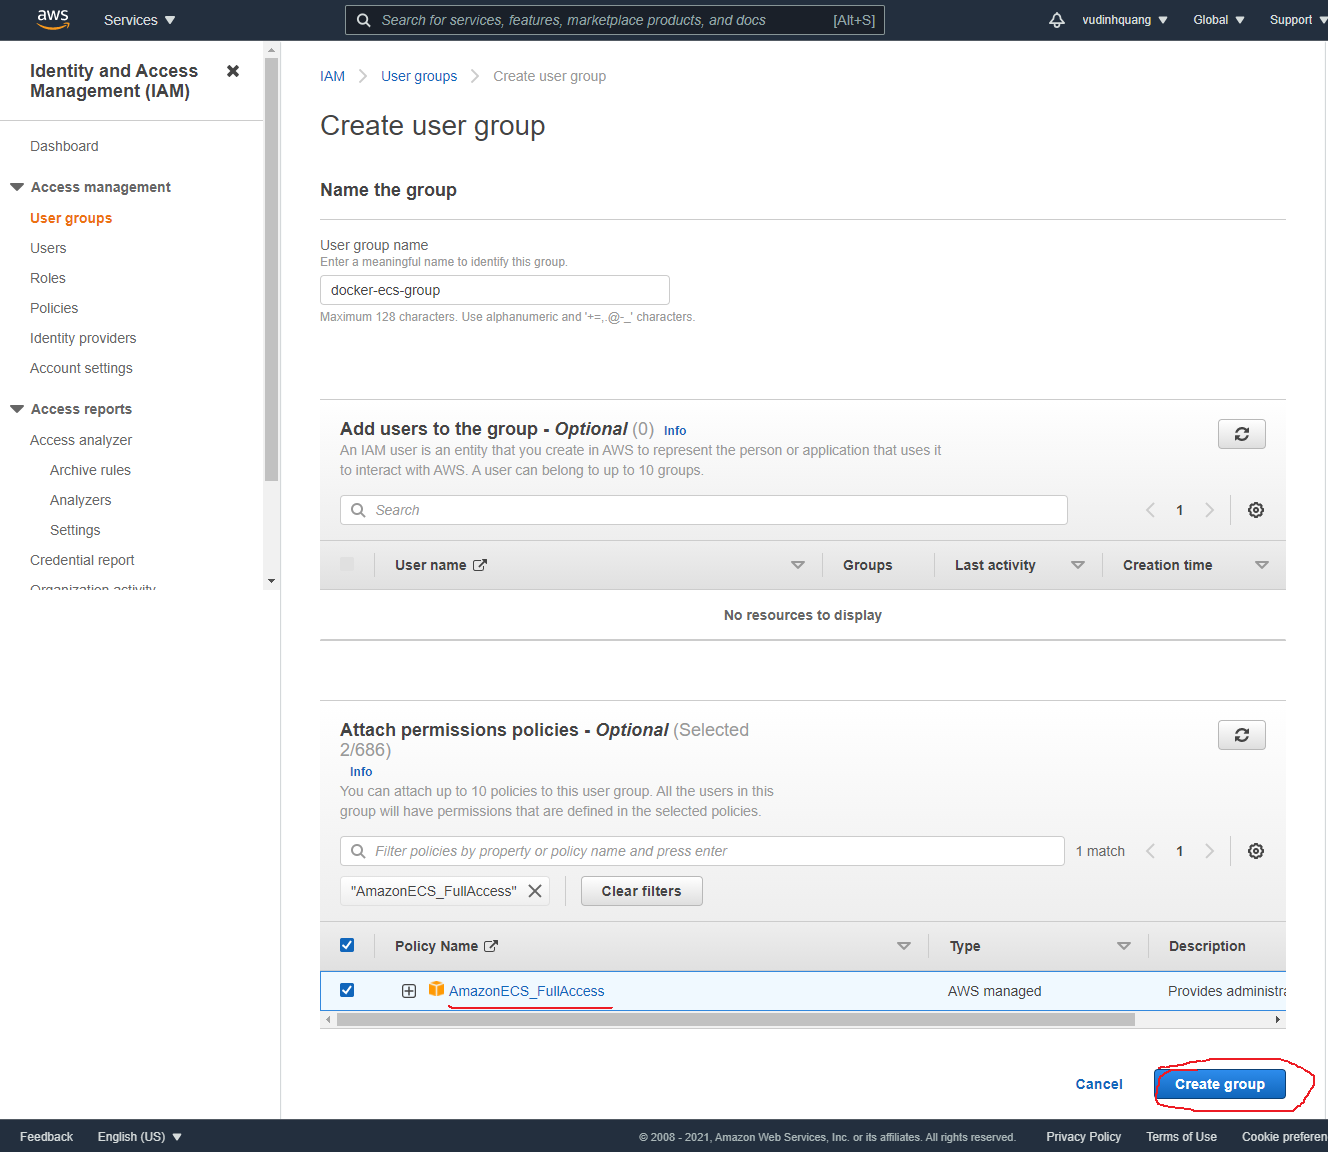 aws Services Search for services, features, marketplace products, and docs [Alt+S] vudinhquang Global Support
Identity and Access
Management (IAM)
Dashboard
Access management
User groups
Users
Roles
Policies
Identity providers
Account settings
Access reports
Access analyzer
Archive rules
Analyzers
Settings
Credential report
Organization activity
IAM User groups Create user group
Create user group
Name the group
User group name
Enter a meaningful name to identify this group.
docker-ecs-group
Maximum 128 characters. Use alphanumeric and '+=,.@-_' characters.
Add users to the group - Optional (0) Info
An IAM user is an entity that you create in AWS to represent the person or application that uses it
to interact with AWS. A user can belong to up to 10 groups.
Search 1
User name Groups Last activity Creation time
No resources to display
Attach permissions policies - Optional (Selected
2/686)
Info
You can attach up to 10 policies to this user group. All the users in this
group will have permissions that are defined in the selected policies.
Filter policies by property or policy name and press enter 1 match 1
"AmazonECS_FullAccess" Clear filters
Policy Name Type Description
AmazonECS_FullAccess AWS managed Provides administra
Cancel Create group
Feedback English (US) © 2008 - 2021, Amazon Web Services, Inc. or its affiliates. All rights reserved. Privacy Policy Terms of Use Cookie preferen